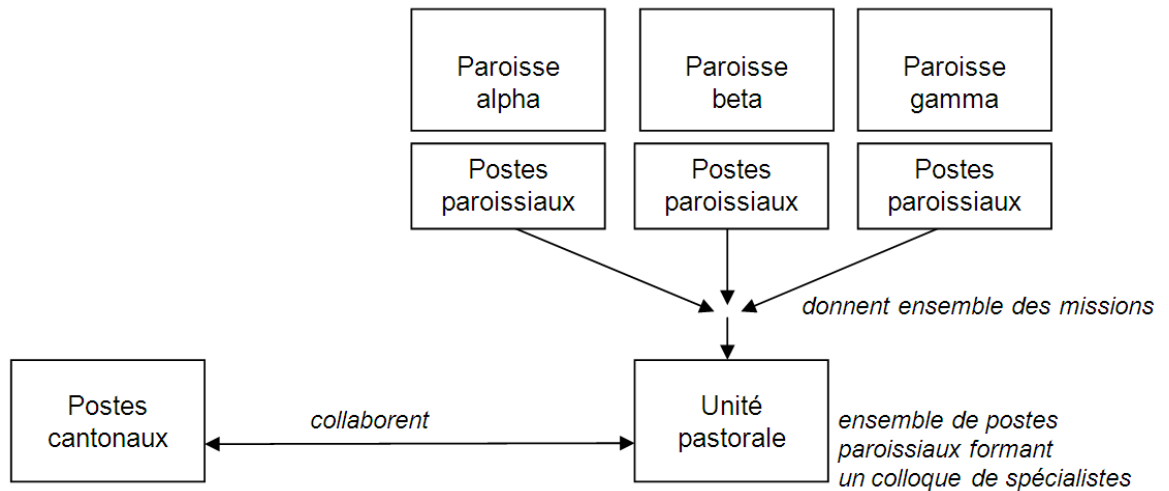 Paroisse
alpha
Paroisse
beta
Paroisse
gamma
Postes
paroissiaux
Postes
paroissiaux
Postes
paroissiaux
donnent ensemble des missions
Postes
cantonaux
collaborent
Unité
pastorale
ensemble de postes
paroissiaux formant
un colloque de spécialistes